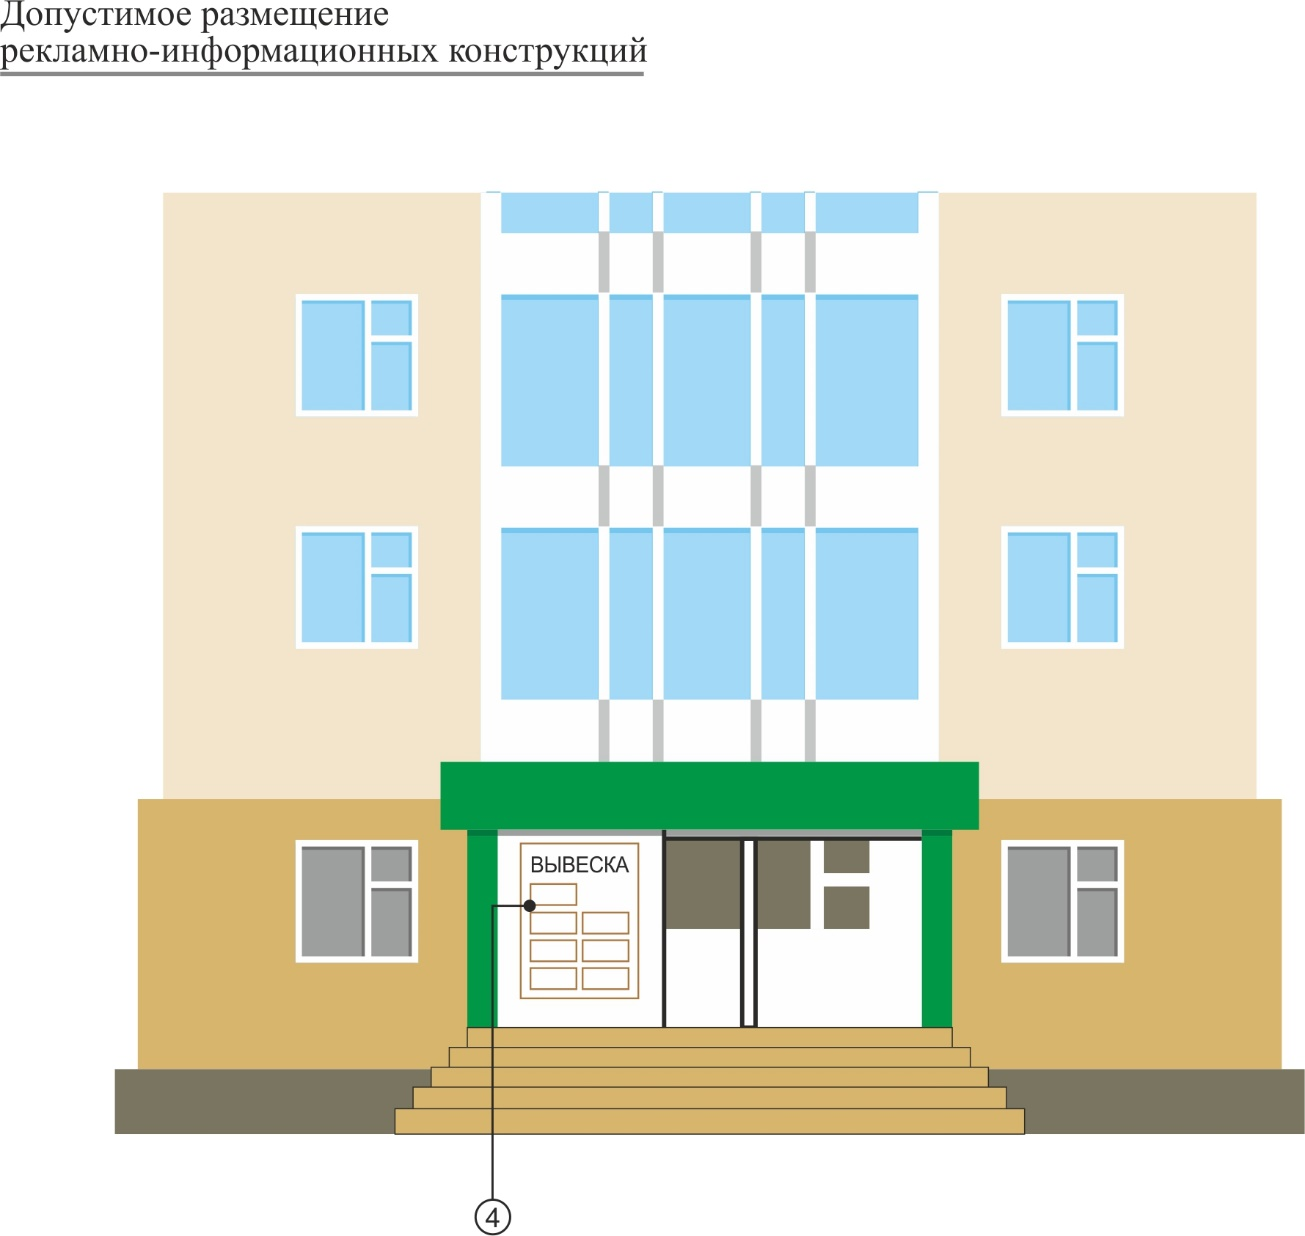 Допустимое размещение
рекламно-информационных конструкций
ВЫВЕСКА
4